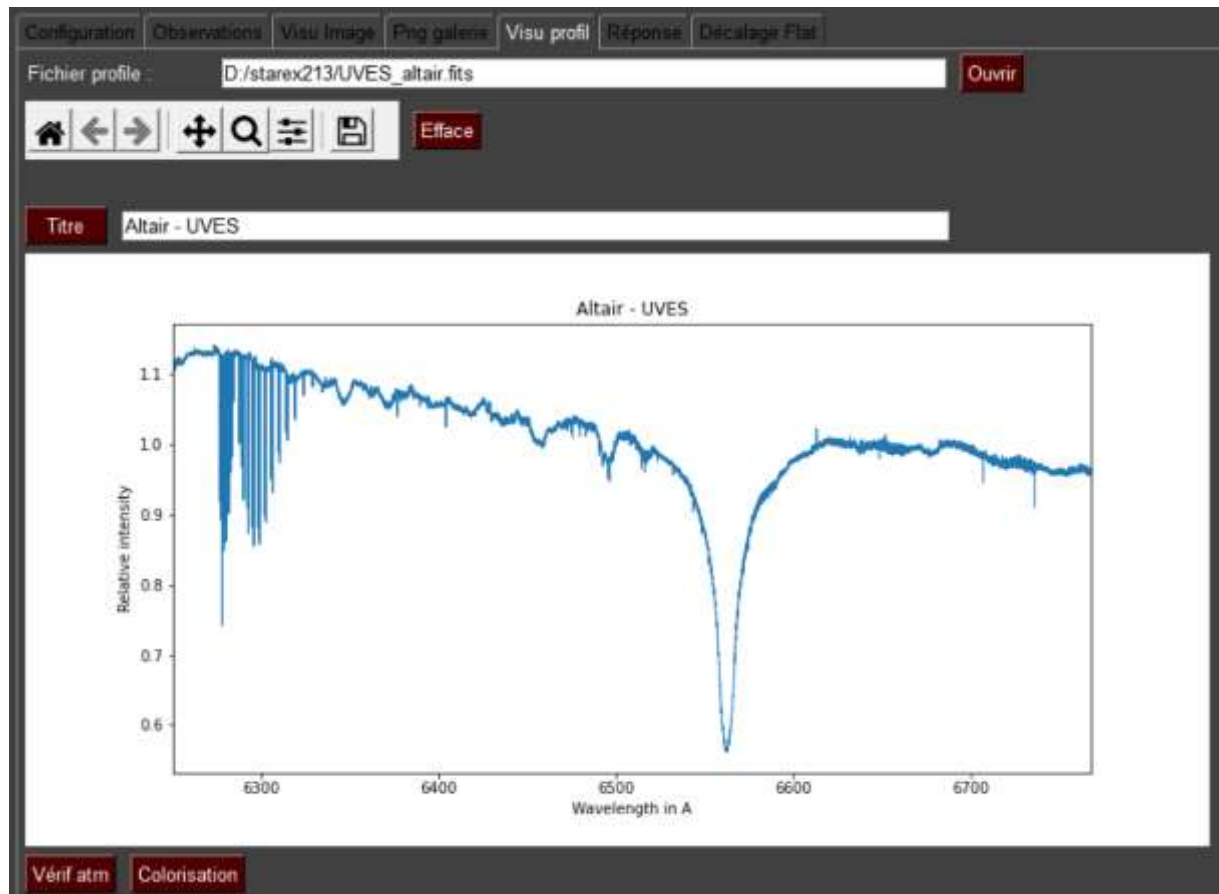 Configuration Observations Visu Image Png galerie Visu profil Réponse Décalage Flat
Fichier profile : D:/starex213/UVES_altair.fits Ouvrir
Efface
Titre Altair - UVES
Altair - UVES
1.1
1.0
0.9
0.8
0.7
0.6
Relative intensity
6300 6400 6500 6600 6700
Wavelength in A
Vérif atm Colorisation